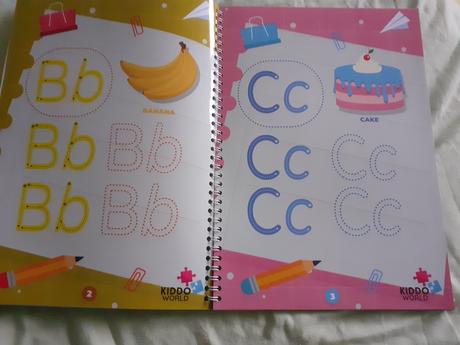 Bb
BANANA
Bb Bb
Bb Bb
2
KIDDO
WORLD
Cc
CAKE
Cc Cc
Cc Cc
3
KIDDO
WORLD